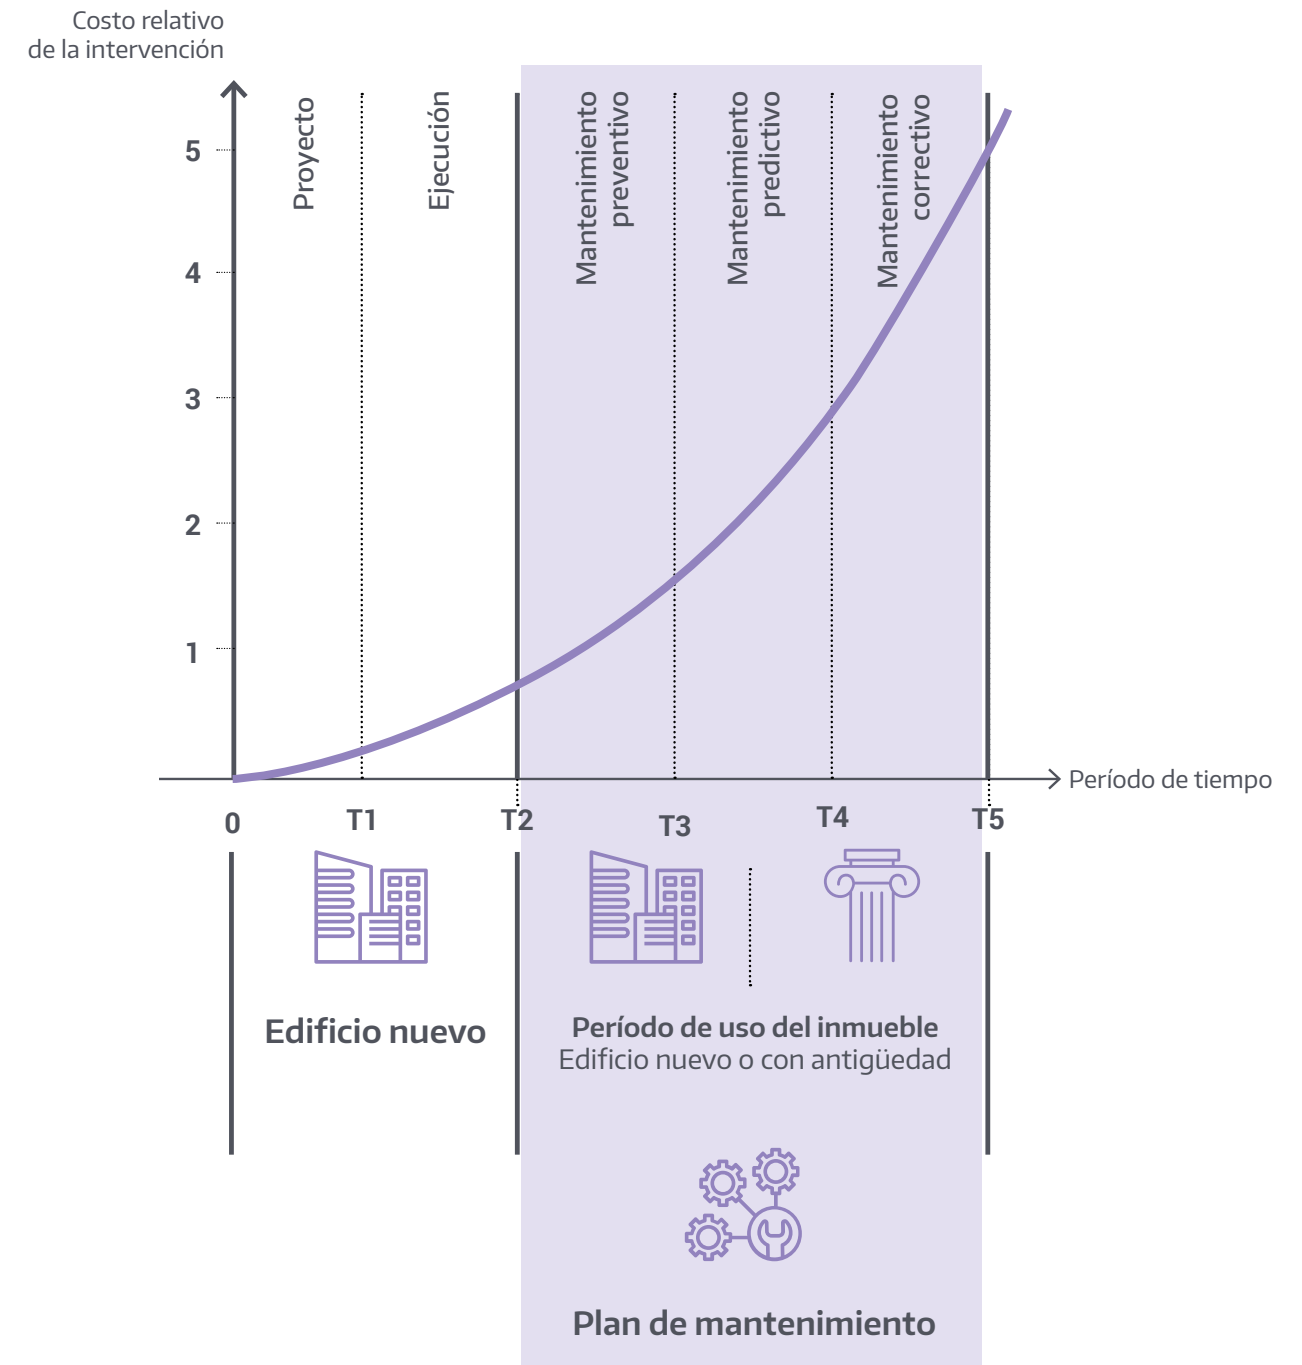 Costo relativo
de la intervención
Proyecto
Ejecución
Mantenimiento
preventivo
Mantenimiento
predictivo
Mantenimiento
correctivo
5
4
3
2
1
Período de tiempo
0
T1
T2
T3
T4
T5
Edificio nuevo
Período de uso del inmueble
Edificio nuevo o con antigüedad
Plan de mantenimiento